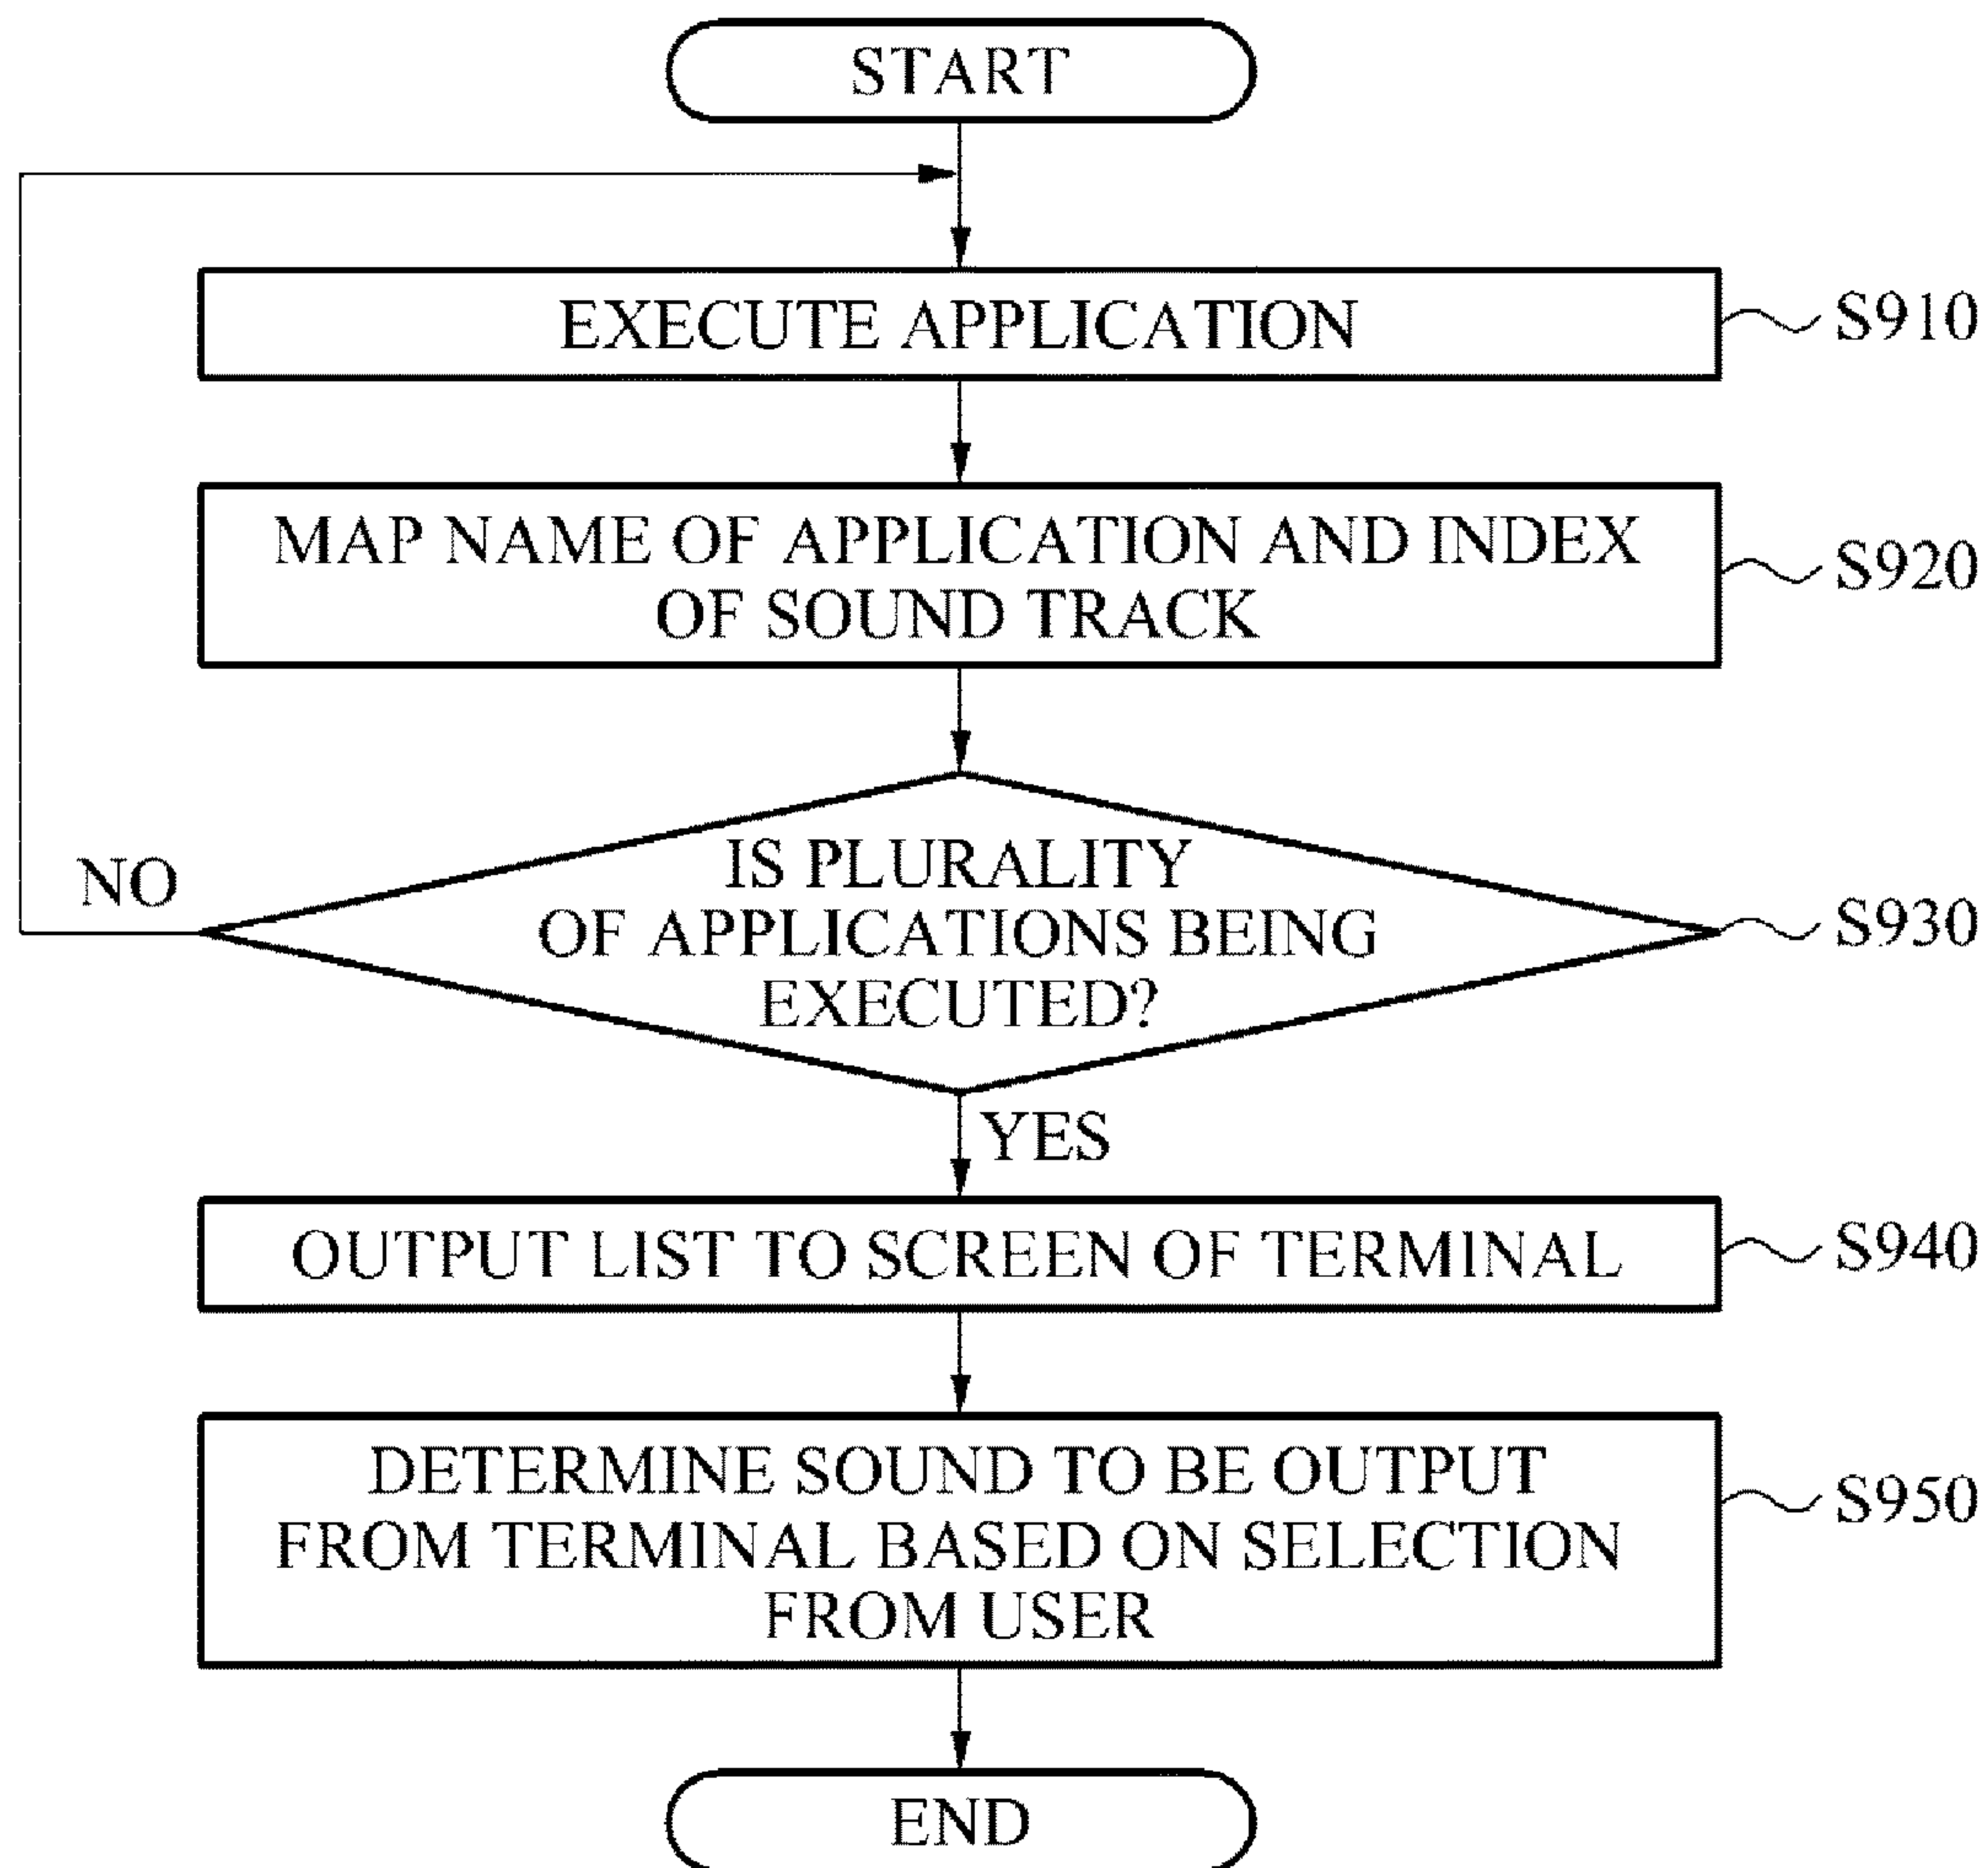 START
EXECUTE APPLICATION
S910
MAP NAME OF APPLICATION AND INDEX
OF SOUND TRACK
S920
IS PLURALITY
OF APPLICATIONS BEING
EXECUTED?
S930
NO
YES
OUTPUT LIST TO SCREEN OF TERMINAL
S940
DETERMINE SOUND TO BE OUTPUT
FROM TERMINAL BASED ON SELECTION
FROM USER
S950
END